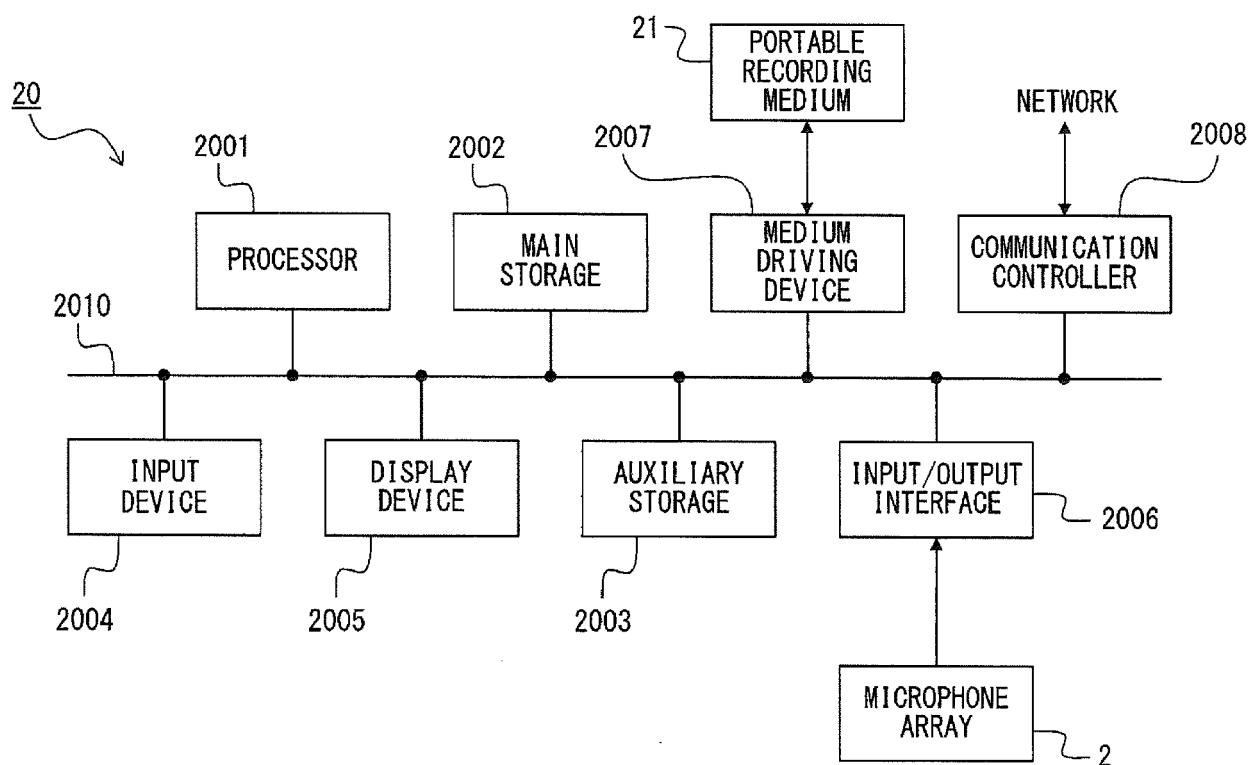 21
PORTABLE
RECORDING
MEDIUM
20
NETWORK
2001
2002
2007
2008
PROCESSOR
MAIN
STORAGE
MEDIUM
DRIVING
DEVICE
COMMUNICATION
CONTROLLER
2010
INPUT
DEVICE
DISPLAY
DEVICE
AUXILIARY
STORAGE
INPUT/OUTPUT
INTERFACE
2006
2004
2005
2003
MICROPHONE
ARRAY
2